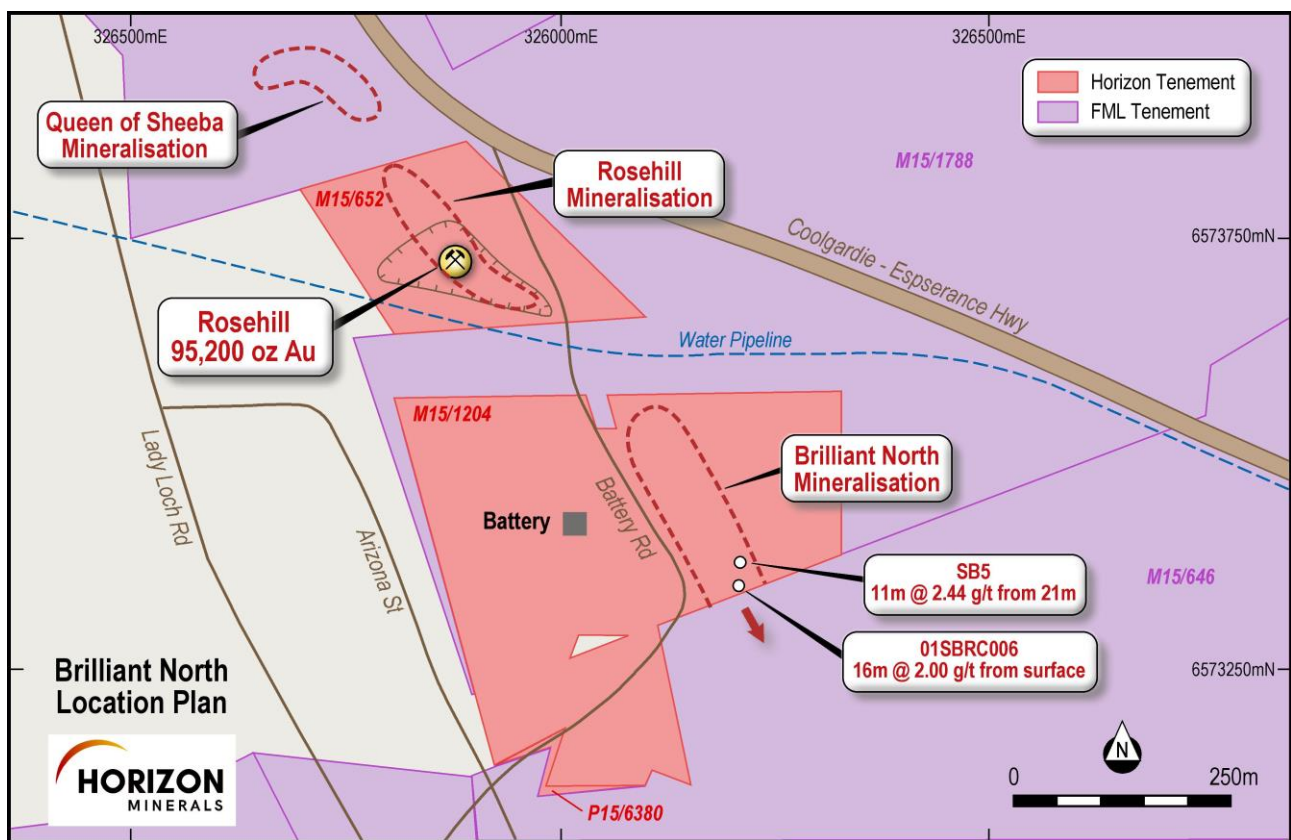 326500mE
326000mE
326500mE
Horizon Tenement
FML Tenement
Queen of Sheeba
Mineralisation
M15/1788
Rosehill
Mineralisation
M15/652
6573750mN
Coolgardie - Espserance Hwy
Rosehill
95,200 oz Au
Water Pipeline
M15/1204
Lady Loch Rd
Arizona St
Battery
Battery Rd
Brilliant North
Mineralisation
SB5
11m @ 2.44 g/t from 21m
M15/646
01SBRC006
16m @ 2.00 g/t from surface
6573250mN
Brilliant North
Location Plan
HORIZON
MINERALS
P15/6380
N
0
250m